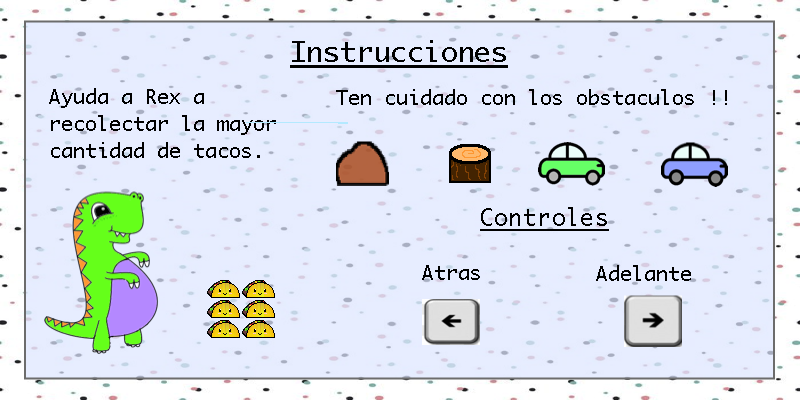 Instrucciones
Ayuda a Rex a
recolectar la mayor
cantidad de tacos.
Ten cuidado con los obstaculos !!
Controles
Atras
Adelante
←
→